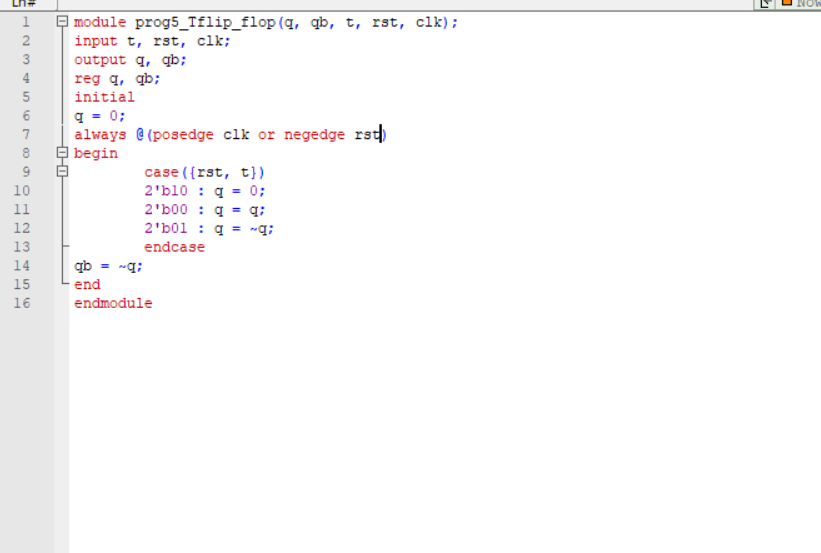 Ln#
Now
1 module prog5_Tflip_flop(q, qb, t, rst, clk);
2 input t, rst, clk;
3 output q, qb;
4 reg q, qb;
5 initial
6 q = 0;
7 always @(posedge clk or negedge rst)
8 begin
9 case({rst, t})
10 2'b10 : q = 0;
11 2'b00 : q = q;
12 2'b01 : q = ~q;
13 endcase
14 qb = ~q;
15 end
16 endmodule